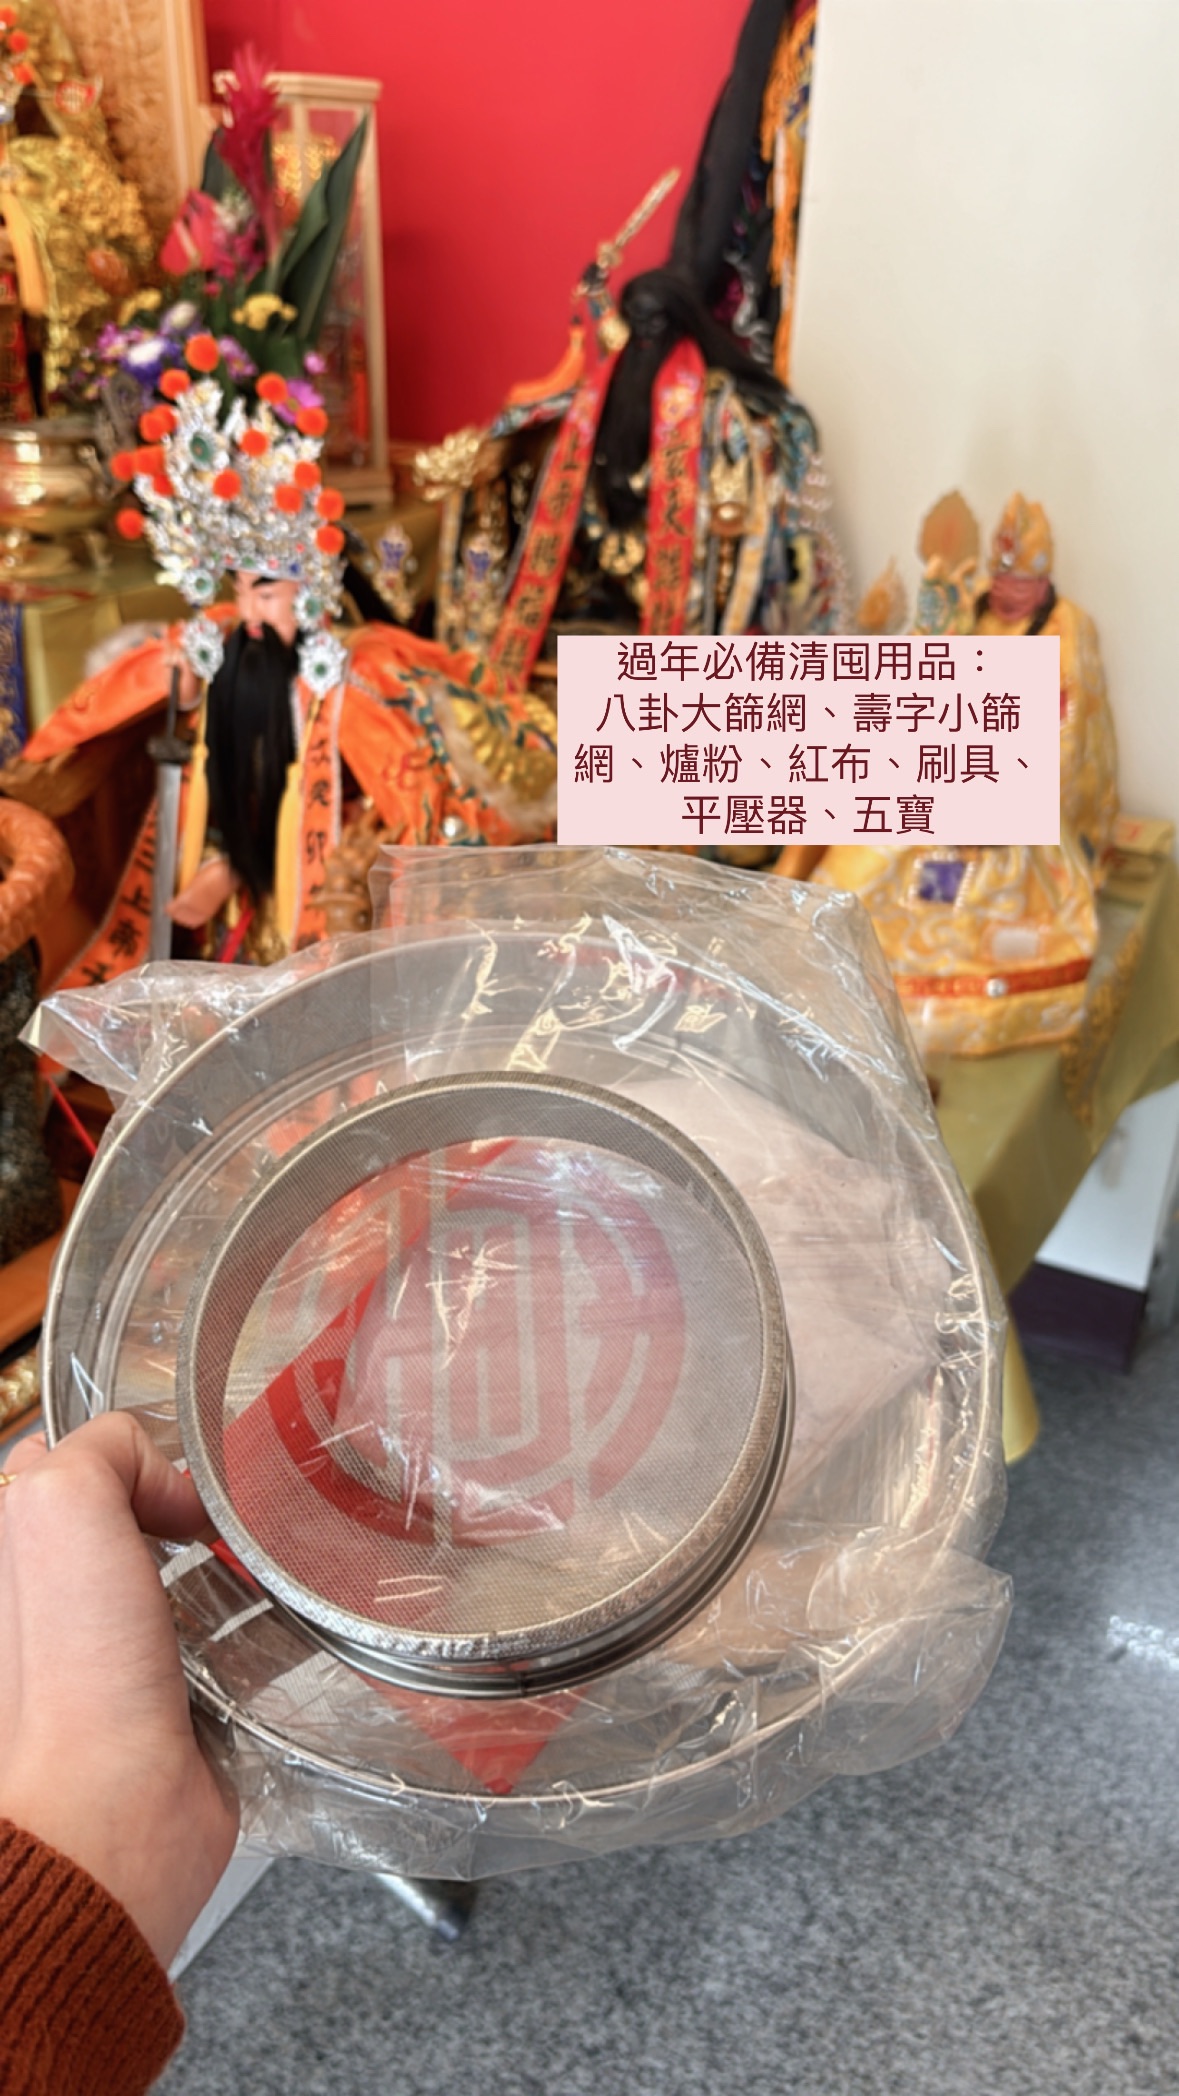 過年必備清囤用品：
八卦大篩網、壽字小篩
網、爐粉、紅布、刷具、
平壓器、五寶